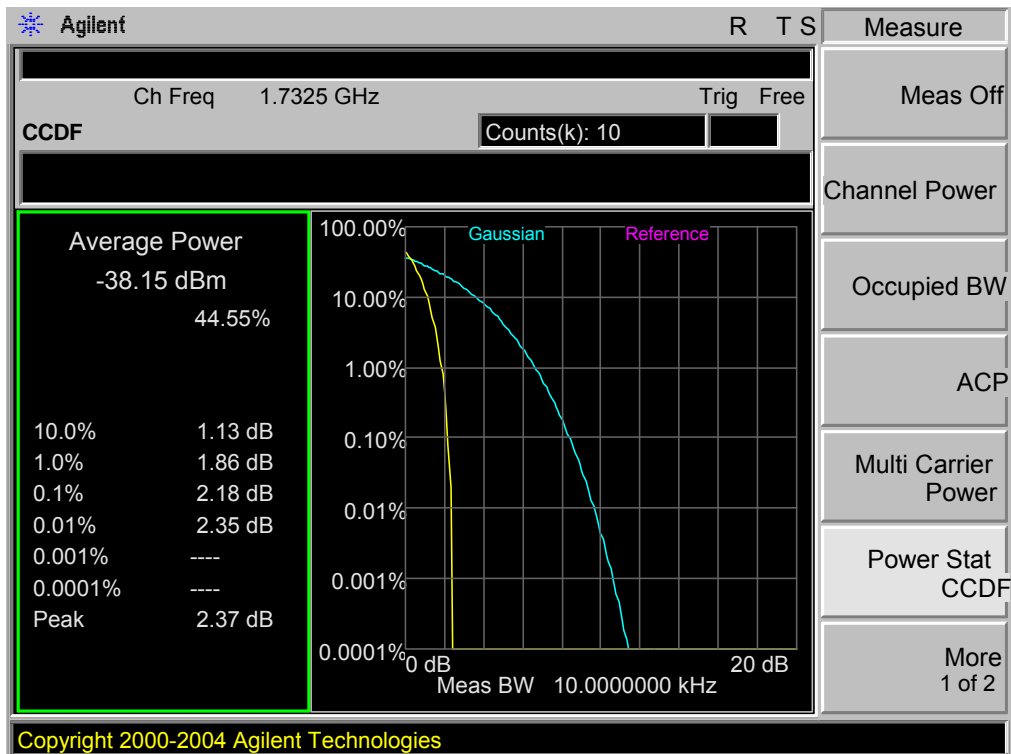 Agilent R T S Measure
Ch Freq 1.7325 GHz Trig Free
CCDF Counts(k): 10
Average Power
-38.15 dBm
44.55%
10.0% 1.13 dB
1.0% 1.86 dB
0.1% 2.18 dB
0.01% 2.35 dB
0.001% ----
0.0001% ----
Peak 2.37 dB
Gaussian Reference
100.00%
10.00%
1.00%
0.10%
0.01%
0.001%
0.0001%
0 dB 20 dB
Meas BW 10.0000000 kHz
Meas Off
Channel Power
Occupied BW
ACP
Multi Carrier
Power
Power Stat
CCDF
More
1 of 2
Copyright 2000-2004 Agilent Technologies